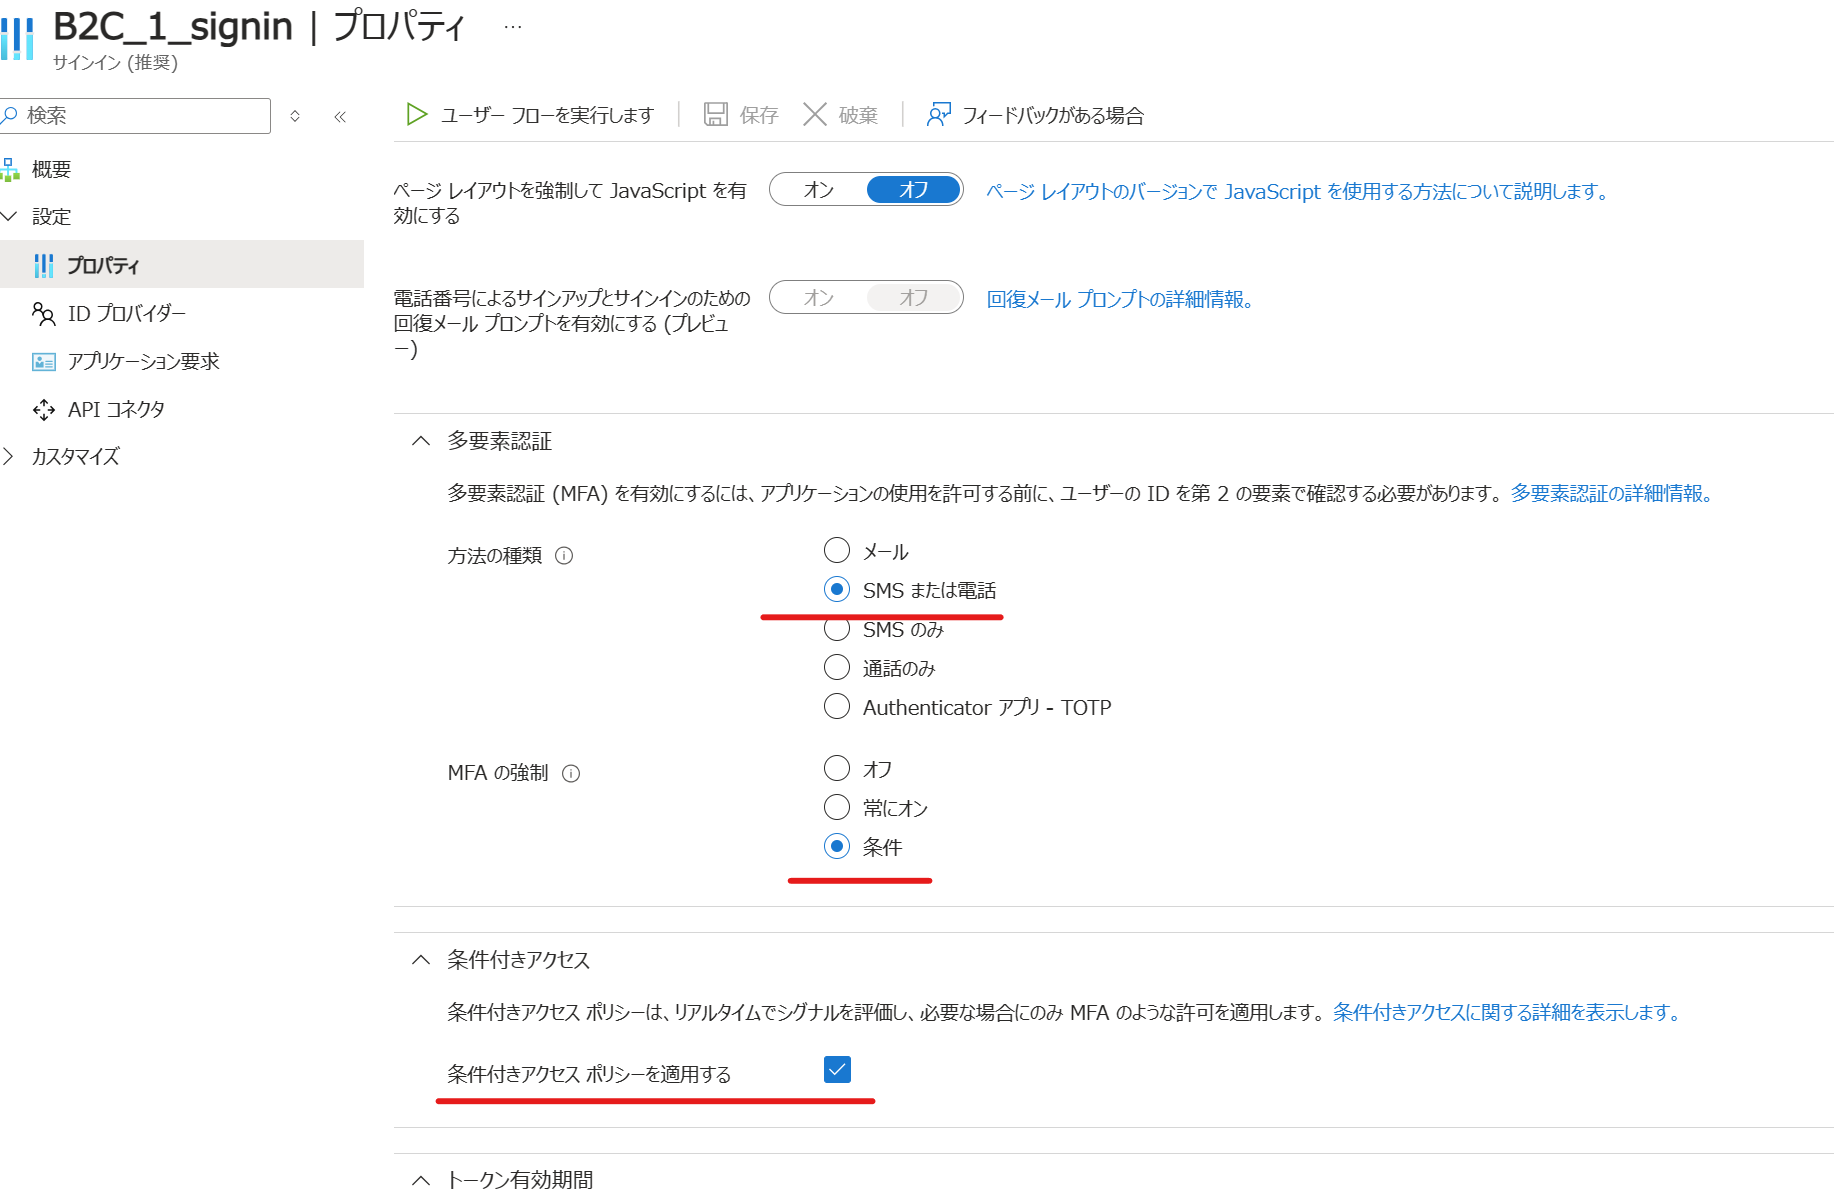 B2C_1_signin | プロパティ ...
サインイン (推奨)
検索
ユーザー フローを実行します
保存
破棄
フィードバックがある場合
概要
設定
プロパティ
ID プロバイダー
アプリケーション要求
API コネクタ
カスタマイズ
ページ レイアウトを強制して JavaScript を有
効にする
オン オフ
ページ レイアウトのバージョンで JavaScript を使用する方法について説明します。
電話番号によるサインアップとサインインのための
回復メール プロンプトを有効にする (プレビュ
ー)
オン オフ
回復メール プロンプトの詳細情報。
多要素認証
多要素認証 (MFA) を有効にするには、アプリケーションの使用を許可する前に、ユーザーの ID を第 2 の要素で確認する必要があります。 多要素認証の詳細情報。
方法の種類
メール
SMS または電話
SMS のみ
通話のみ
Authenticator アプリ - TOTP
MFA の強制
オフ
常にオン
条件
条件付きアクセス
条件付きアクセス ポリシーは、リアルタイムでシグナルを評価し、必要な場合にのみ MFA のような許可を適用します。 条件付きアクセスに関する詳細を表示します。
条件付きアクセス ポリシーを適用する
トークン有効期間